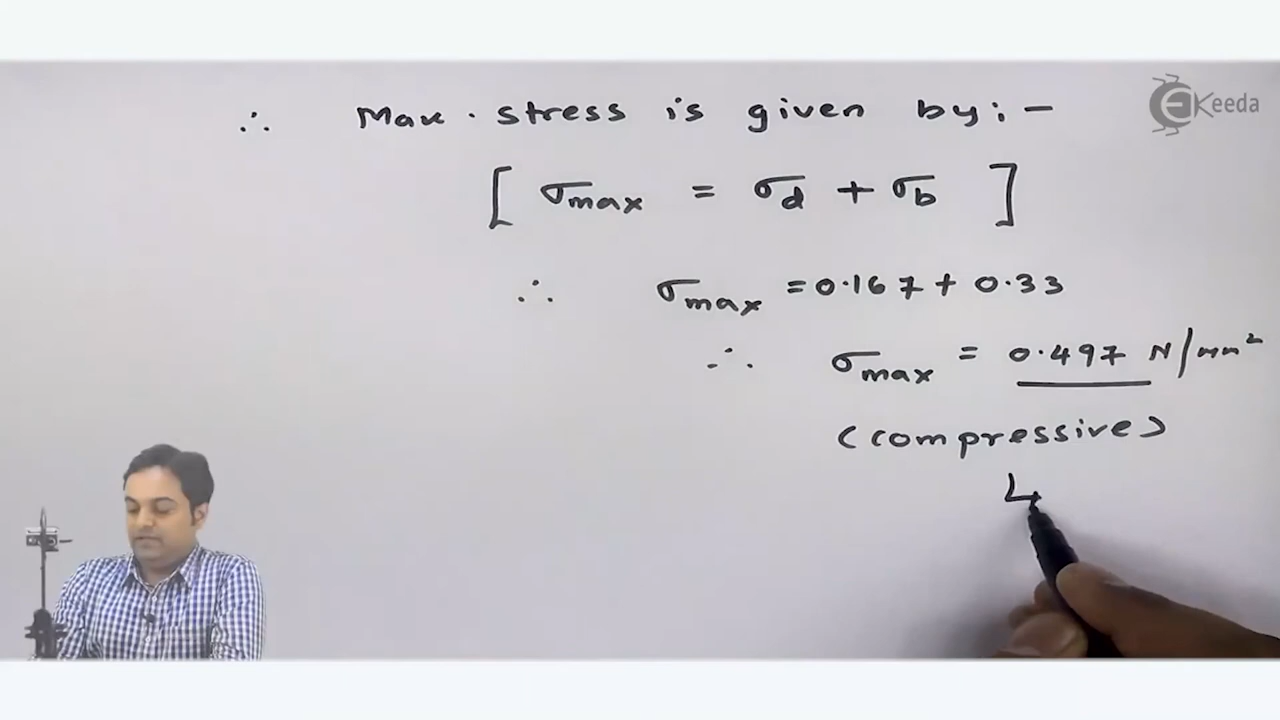 eKeeda
∴ Max. stress is given by:-
[ σmax = σd + σb ]
∴ σmax = 0.167 + 0.33
∴ σmax = 0.497 N/mm²
(compressive)